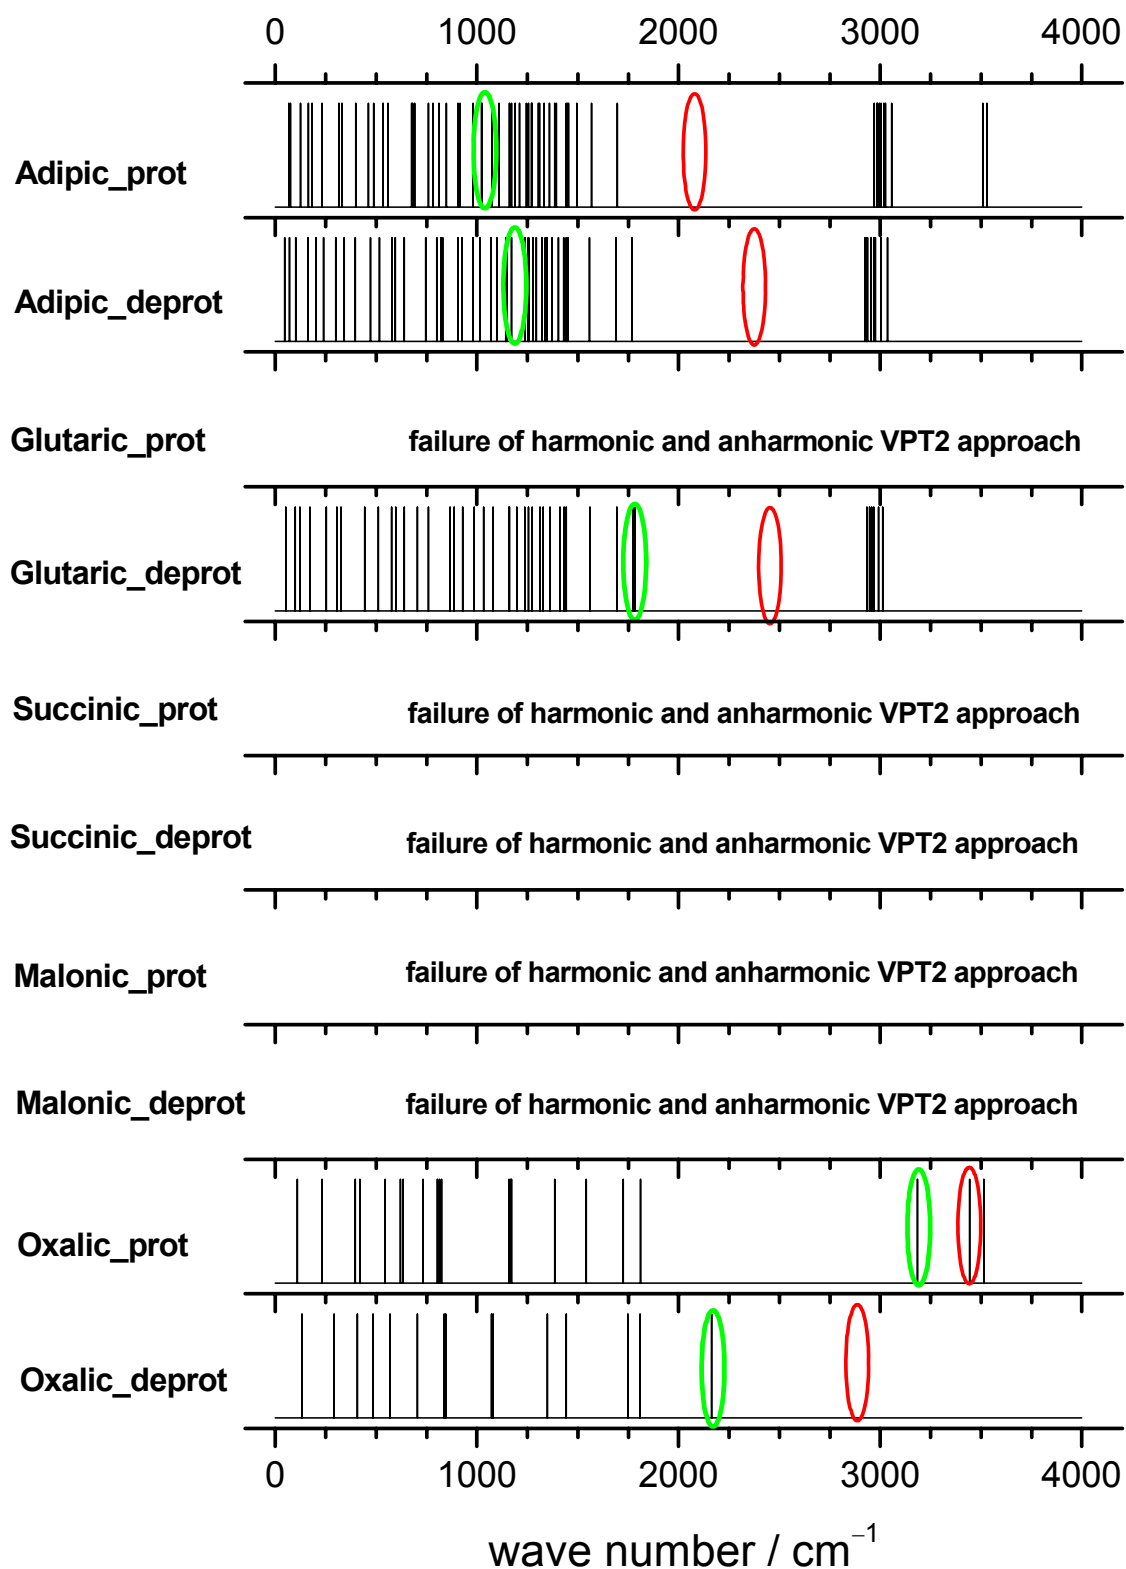 0 1000 2000 3000 4000
Adipic_prot
Adipic_deprot
Glutaric_prot failure of harmonic and anharmonic VPT2 approach
Glutaric_deprot
Succinic_prot failure of harmonic and anharmonic VPT2 approach
Succinic_deprot failure of harmonic and anharmonic VPT2 approach
Malonic_prot failure of harmonic and anharmonic VPT2 approach
Malonic_deprot failure of harmonic and anharmonic VPT2 approach
Oxalic_prot
Oxalic_deprot
0 1000 2000 3000 4000
wave number / cm⁻¹